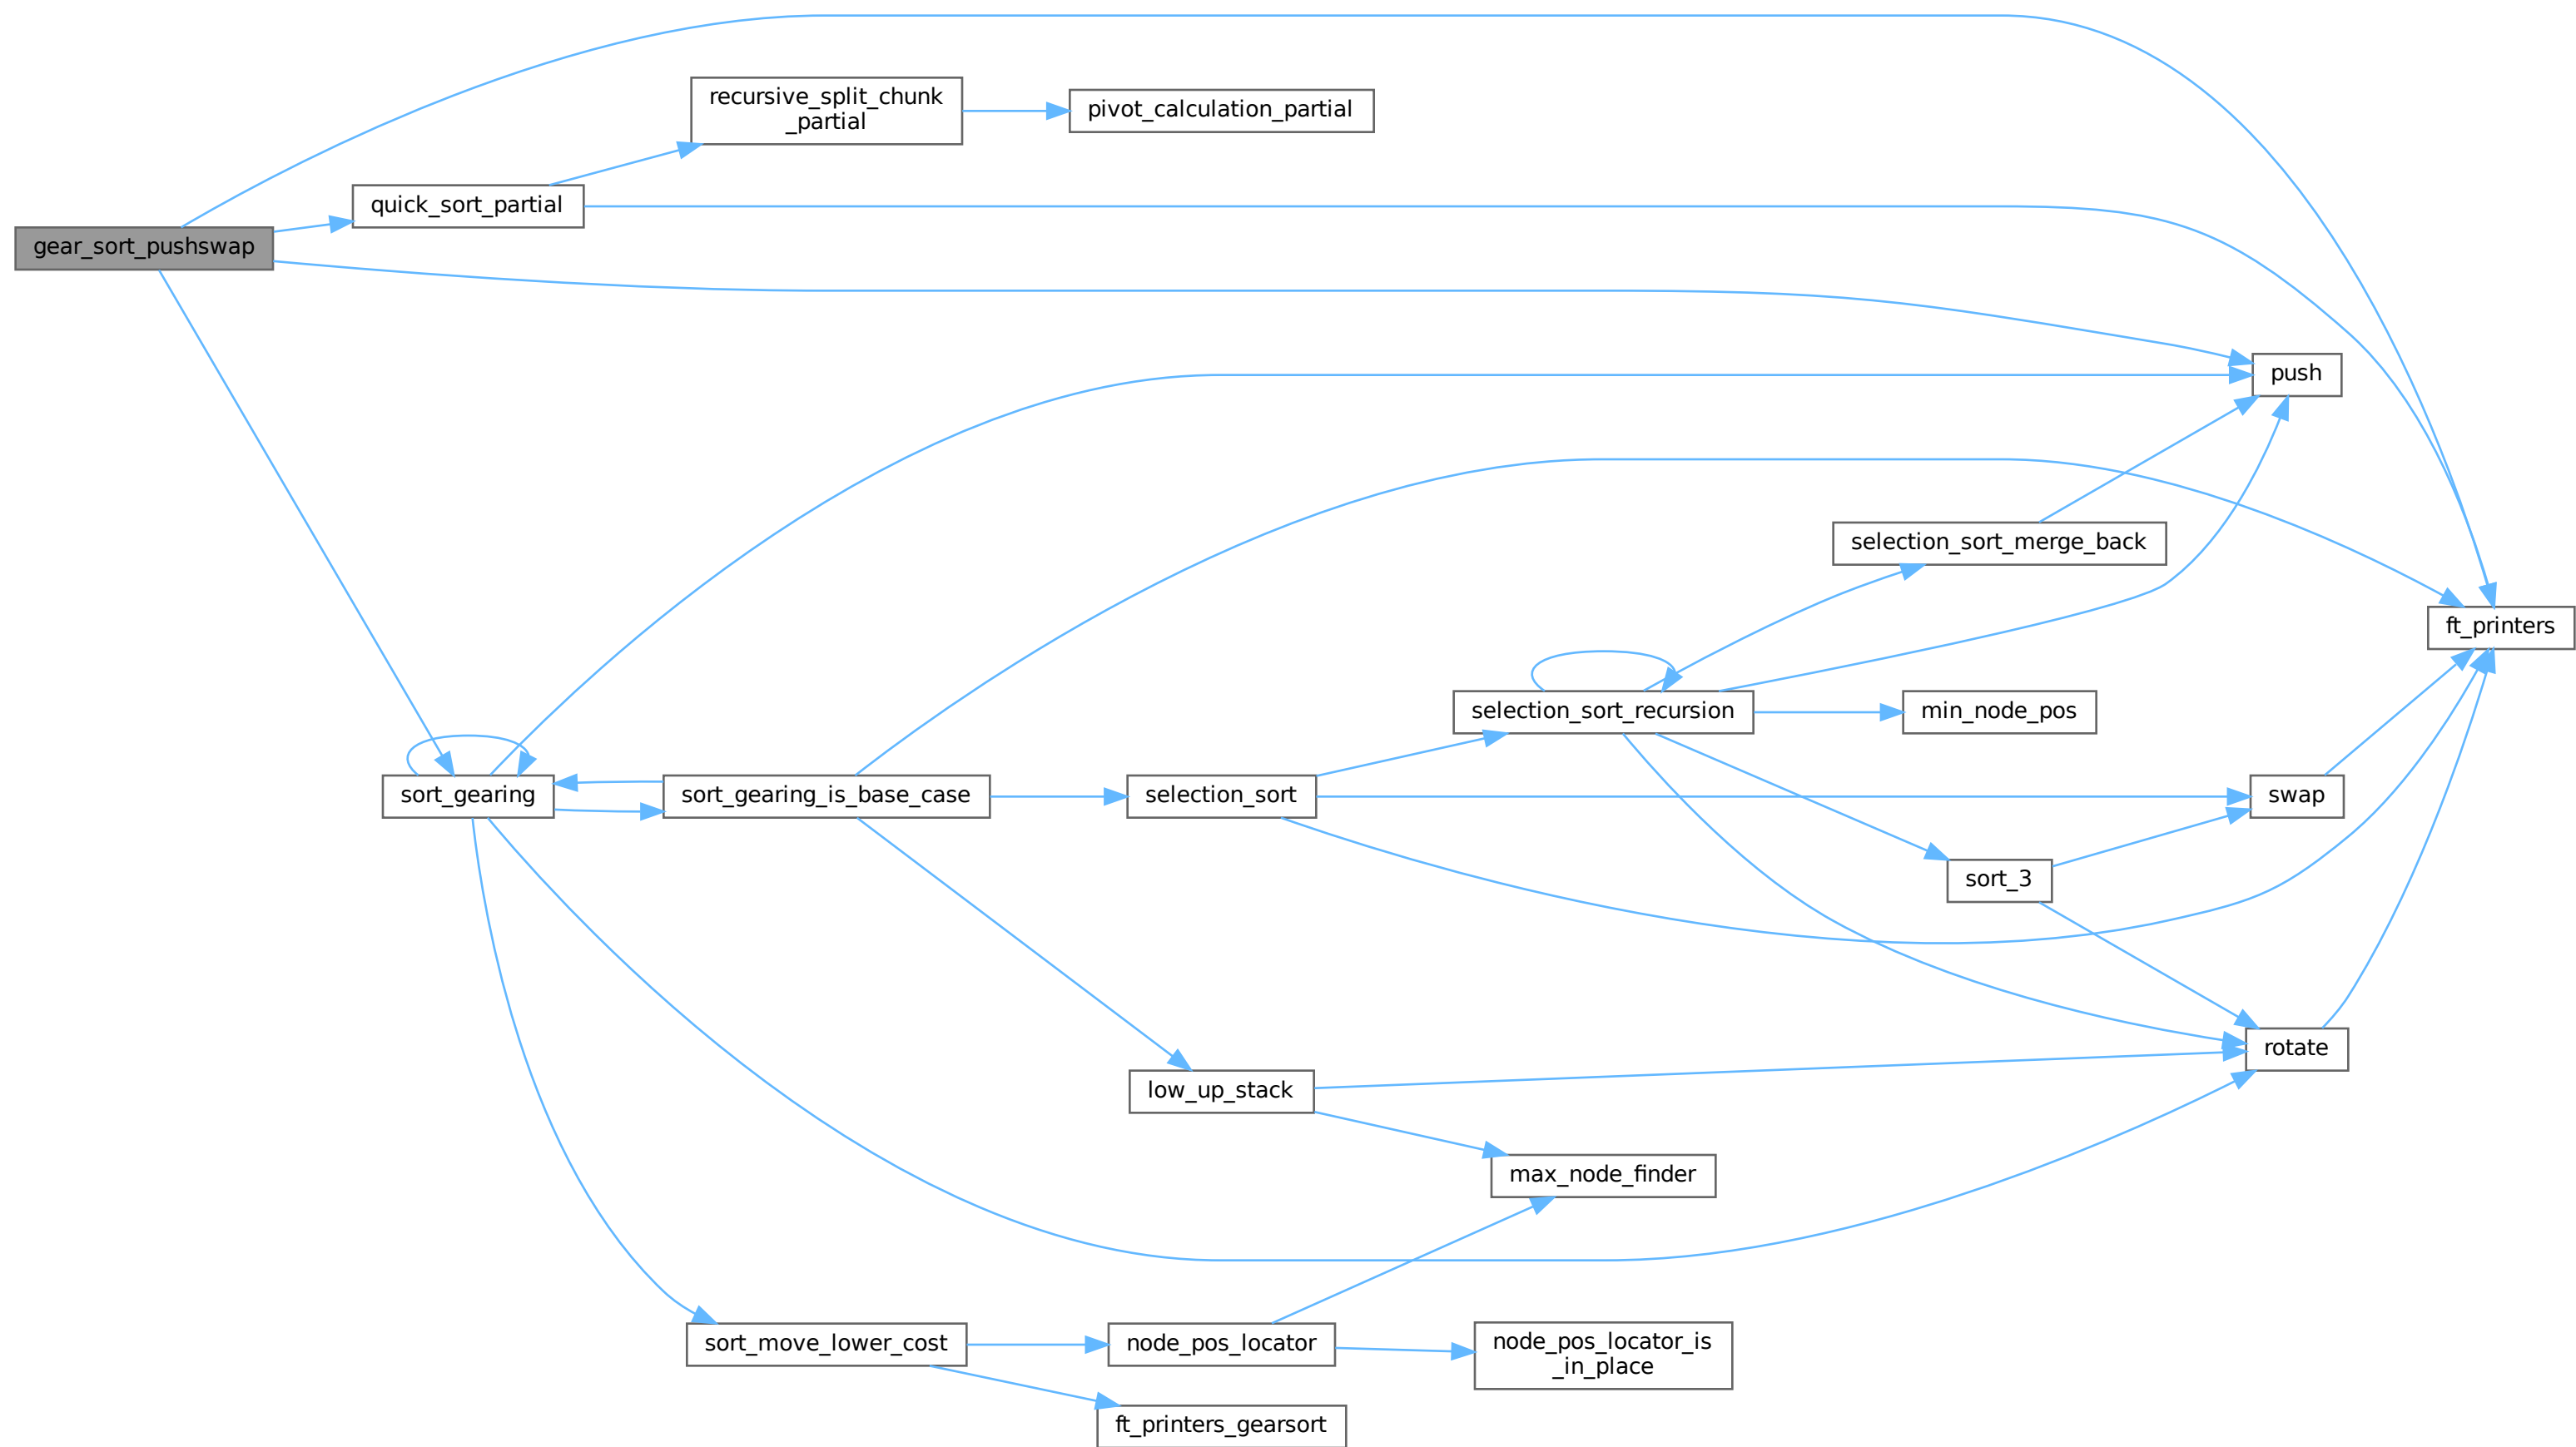 recursive_split_chunk
_partial
pivot_calculation_partial
quick_sort_partial
gear_sort_pushswap
push
selection_sort_merge_back
ft_printers
selection_sort_recursion
min_node_pos
sort_gearing
sort_gearing_is_base_case
selection_sort
swap
sort_3
rotate
low_up_stack
max_node_finder
sort_move_lower_cost
node_pos_locator
node_pos_locator_is
_in_place
ft_printers_gearsort